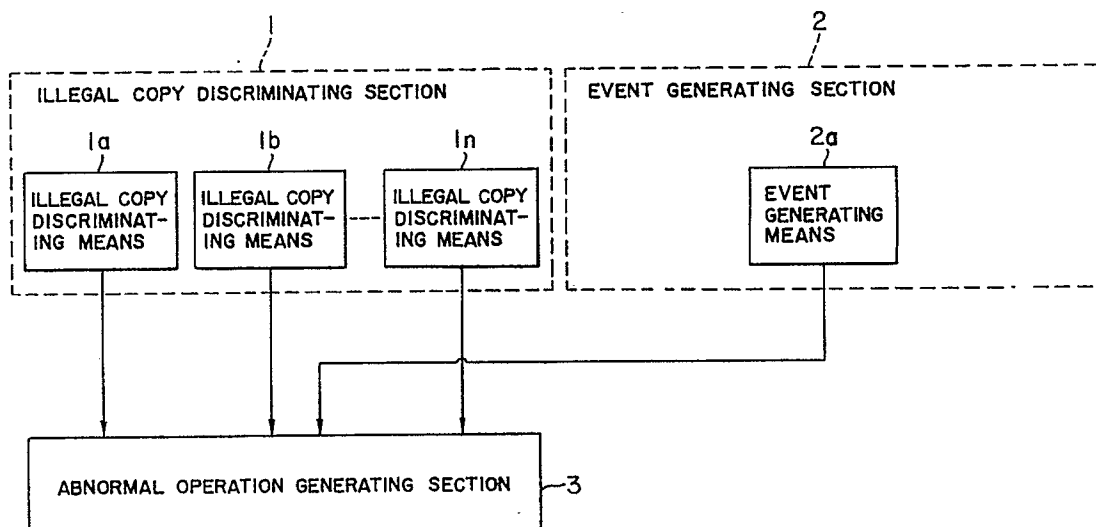 1
2
ILLEGAL COPY DISCRIMINATING SECTION
EVENT GENERATING SECTION
1a
1b
1n
2a
ILLEGAL COPY
DISCRIMINAT-
ING MEANS
ILLEGAL COPY
DISCRIMINAT-
ING MEANS
ILLEGAL COPY
DISCRIMINAT-
ING MEANS
EVENT
GENERATING
MEANS
ABNORMAL OPERATION GENERATING SECTION
3